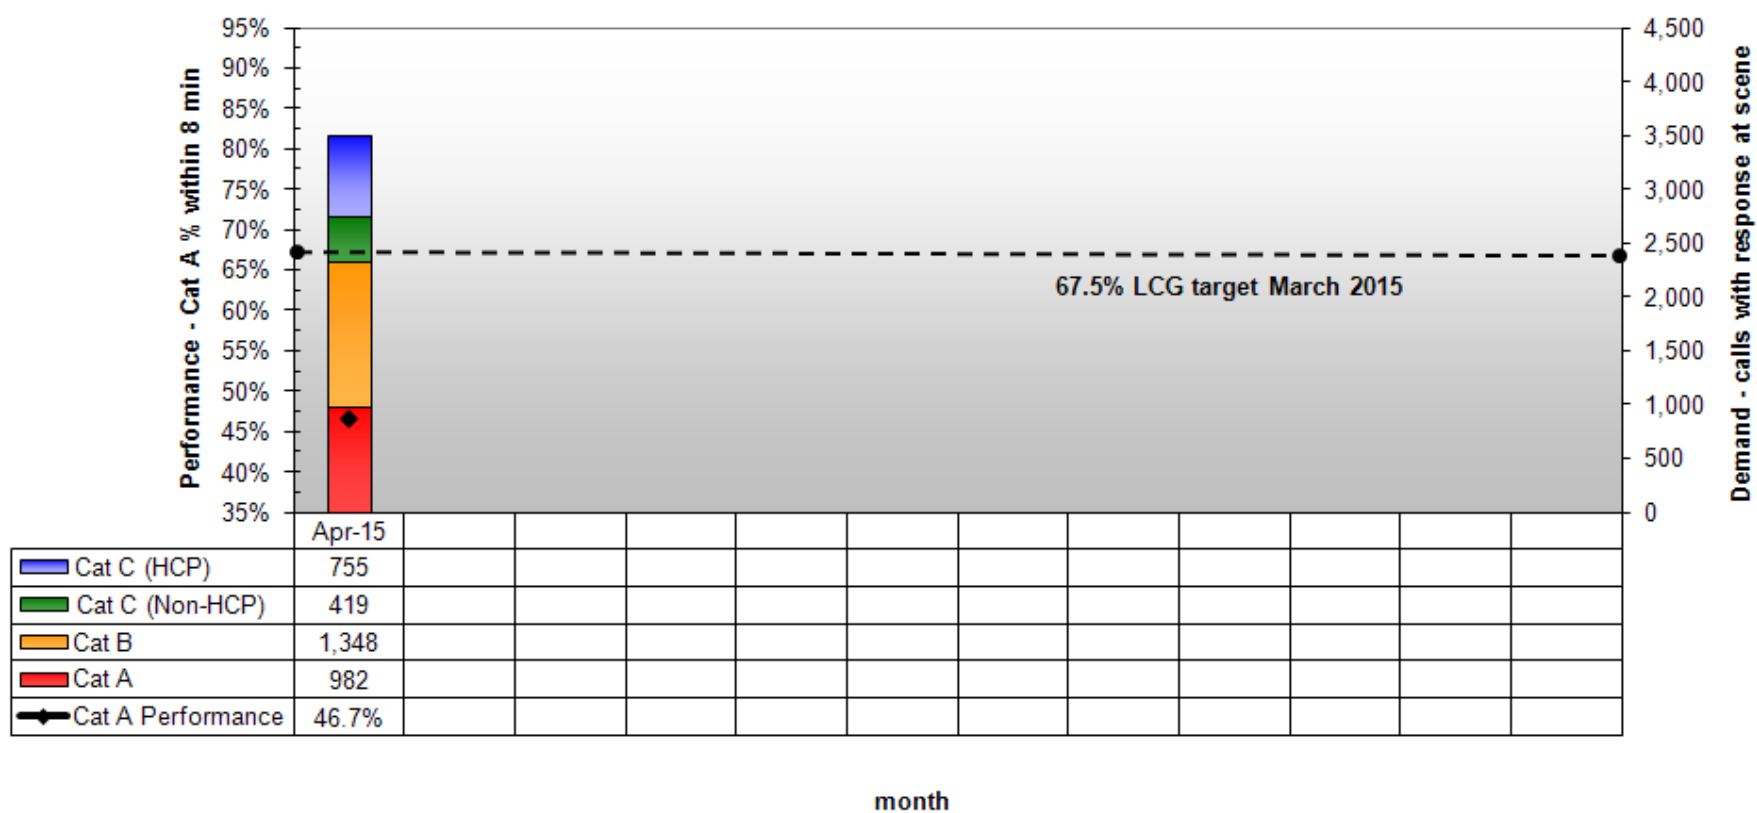 95%
90%
85%
80%
75%
70%
65%
60%
55%
50%
45%
40%
35%
Performance - Cat A % within 8 min
4,500
4,000
3,500
3,000
2,500
2,000
1,500
1,000
500
0
Demand - calls with response at scene
67.5% LCG target March 2015
Apr-15
Cat C (HCP) 755
Cat C (Non-HCP) 419
Cat B 1,348
Cat A 982
Cat A Performance 46.7%
month